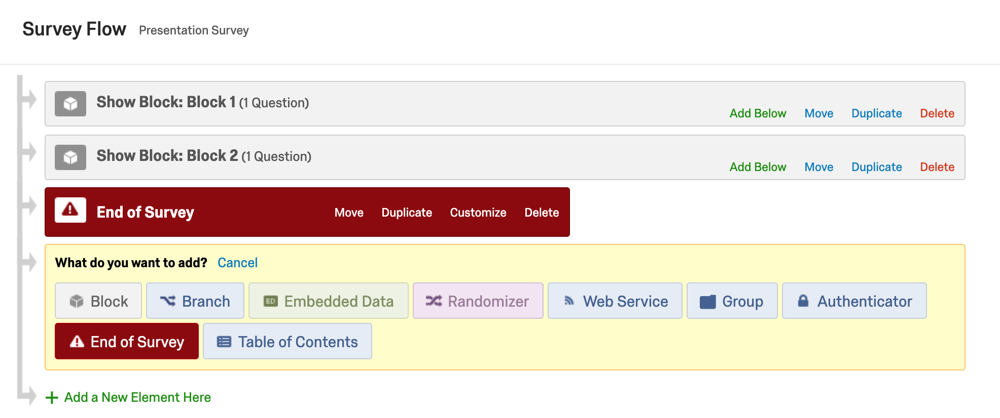 Survey Flow Presentation Survey
Show Block: Block 1 (1 Question)
Add Below Move Duplicate Delete
Show Block: Block 2 (1 Question)
Add Below Move Duplicate Delete
End of Survey Move Duplicate Customize Delete
What do you want to add? Cancel
Block Branch ED Embedded Data Randomizer Web Service Group Authenticator
End of Survey Table of Contents
+ Add a New Element Here